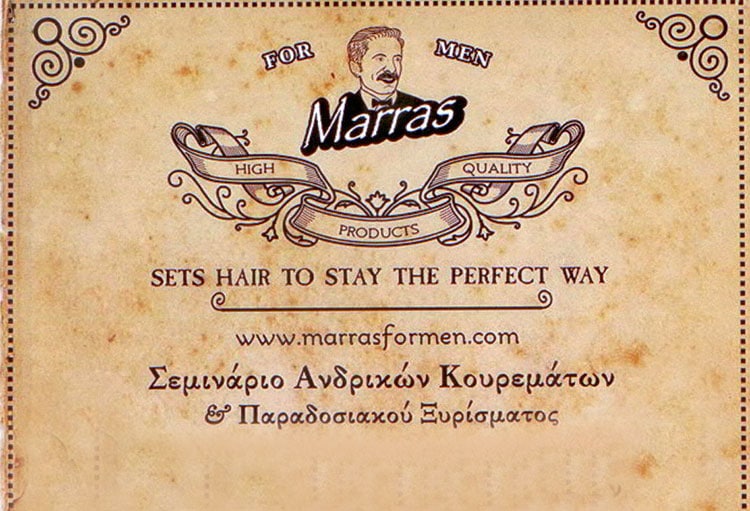 FOR MEN
Marras
HIGH QUALITY
PRODUCTS
SETS HAIR TO STAY THE PERFECT WAY
www.marrasformen.com
Σεμινάριο Ανδρικών Κουρεμάτων
& Παραδοσιακού Ξυρίσματος